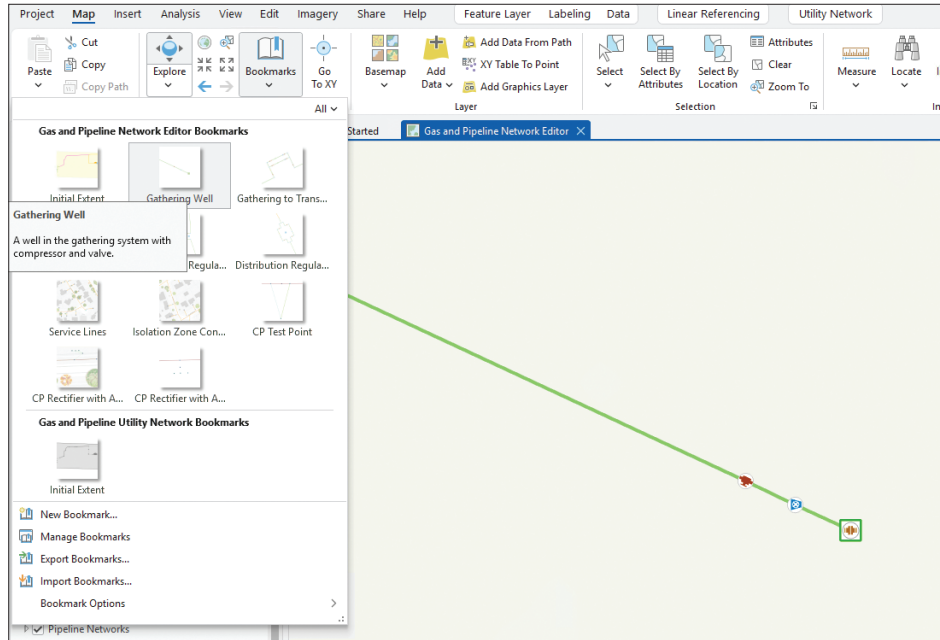 Project Map Insert Analysis View Edit Imagery Share Help Feature Layer Labeling Data Linear Referencing Utility Network
Paste
Cut
Copy
Copy Path
Explore
Bookmarks
Go
To XY
Basemap
Add
Data
Add Data From Path
XY Table To Point
Add Graphics Layer
Layer
Select
Select By
Attributes
Select By
Location
Attributes
Clear
Zoom To
Selection
Measure
Locate
Started
Gas and Pipeline Network Editor
All
Gas and Pipeline Network Editor Bookmarks
Initial Extent
Gathering Well
Gathering to Trans...
Gathering Well
A well in the gathering system with
compressor and valve.
Regula...
Distribution Regula...
Service Lines
Isolation Zone Con...
CP Test Point
CP Rectifier with A...
CP Rectifier with A...
Gas and Pipeline Utility Network Bookmarks
Initial Extent
New Bookmark...
Manage Bookmarks
Export Bookmarks...
Import Bookmarks...
Bookmark Options
Pipeline Networks